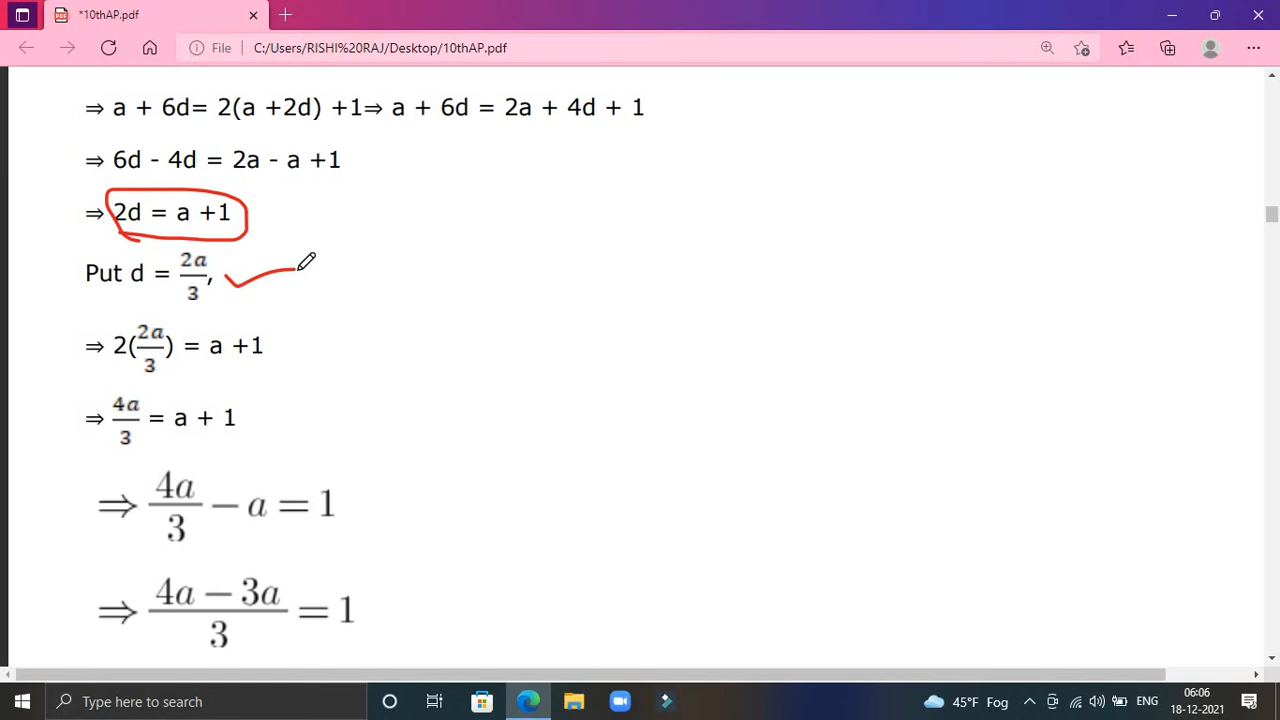 *10thAP.pdf
File C:/Users/RISHI%20RAJ/Desktop/10thAP.pdf
⇒ a + 6d= 2(a +2d) +1⇒ a + 6d = 2a + 4d + 1
⇒ 6d - 4d = 2a - a +1
⇒ 2d = a +1
Put d = 2a/3,
⇒ 2(2a/3) = a +1
⇒ 4a/3 = a + 1
⇒ 4a/3 − a = 1
⇒ (4a − 3a)/3 = 1
Type here to search
45°F Fog
ENG
06:06
18-12-2021